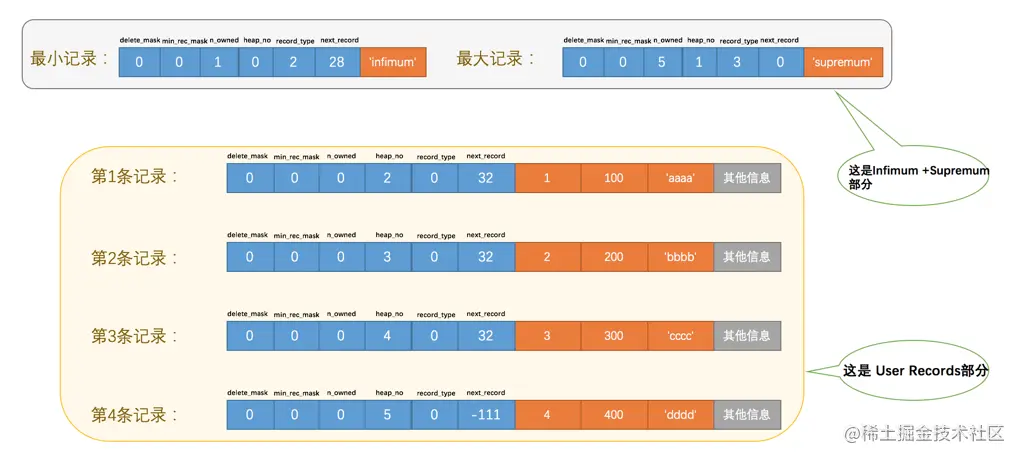 delete_mask min_rec_mask n_owned heap_no record_type next_record
最小记录： 0 0 1 0 2 28 'infimum'
delete_mask min_rec_mask n_owned heap_no record_type next_record
最大记录： 0 0 5 1 3 0 'supremum'
这是Infimum +Supremum
部分
delete_mask min_rec_mask n_owned heap_no record_type next_record
第1条记录： 0 0 0 2 0 32 1 100 'aaaa' 其他信息
delete_mask min_rec_mask n_owned heap_no record_type next_record
第2条记录： 0 0 0 3 0 32 2 200 'bbbb' 其他信息
delete_mask min_rec_mask n_owned heap_no record_type next_record
第3条记录： 0 0 0 4 0 32 3 300 'cccc' 其他信息
这是 User Records部分
delete_mask min_rec_mask n_owned heap_no record_type next_record
第4条记录： 0 0 0 5 0 -111 4 400 'dddd' 其他信息
@稀土掘金技术社区